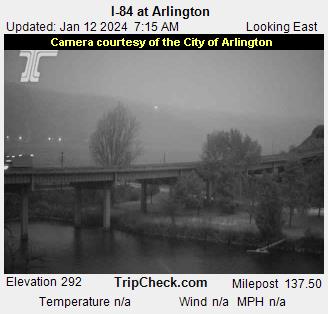 I-84 at Arlington
Updated: Jan 12 2024 7:15 AM Looking East
Camera courtesy of the City of Arlington
Elevation 292 TripCheck.com Milepost 137.50
Temperature n/a Wind n/a MPH n/a